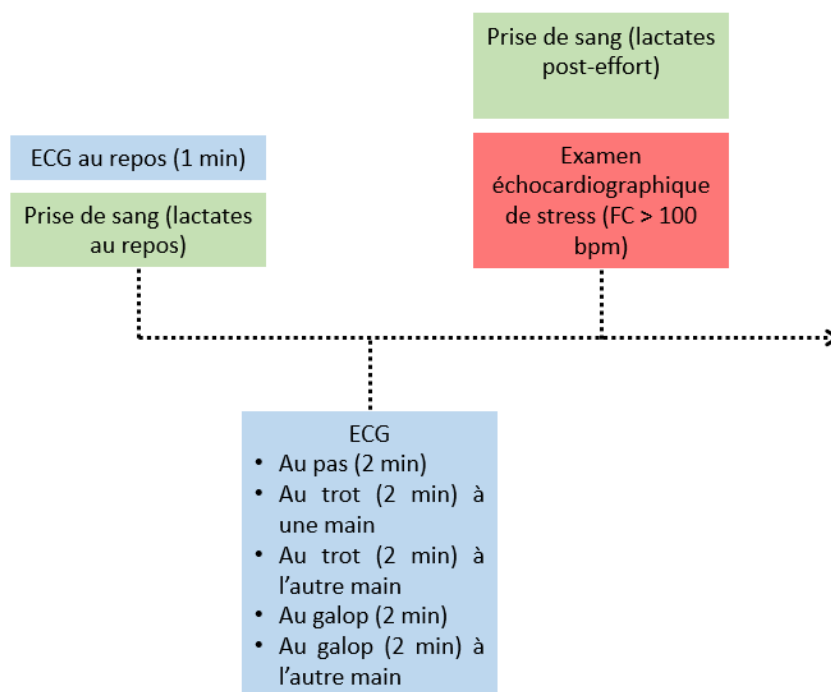 ECG au repos (1 min)
Prise de sang (lactates
au repos)
ECG
• Au pas (2 min)
• Au trot (2 min) à
une main
• Au trot (2 min) à
l'autre main
• Au galop (2 min)
• Au galop (2 min) à
l'autre main
Prise de sang (lactates
post-effort)
Examen
échocardiographique
de stress (FC > 100
bpm)